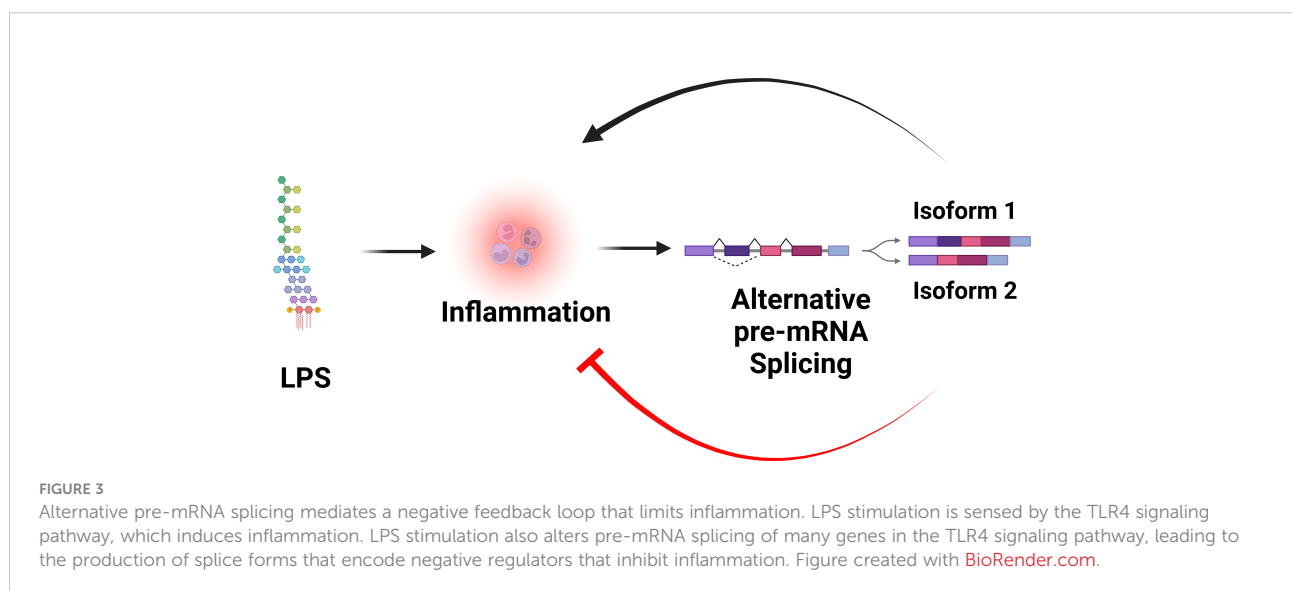 Isoform 1
Isoform 2
Inflammation
Alternative
pre-mRNA
Splicing
LPS
FIGURE 3
Alternative pre-mRNA splicing mediates a negative feedback loop that limits inflammation. LPS stimulation is sensed by the TLR4 signaling
pathway, which induces inflammation. LPS stimulation also alters pre-mRNA splicing of many genes in the TLR4 signaling pathway, leading to
the production of splice forms that encode negative regulators that inhibit inflammation. Figure created with BioRender.com.